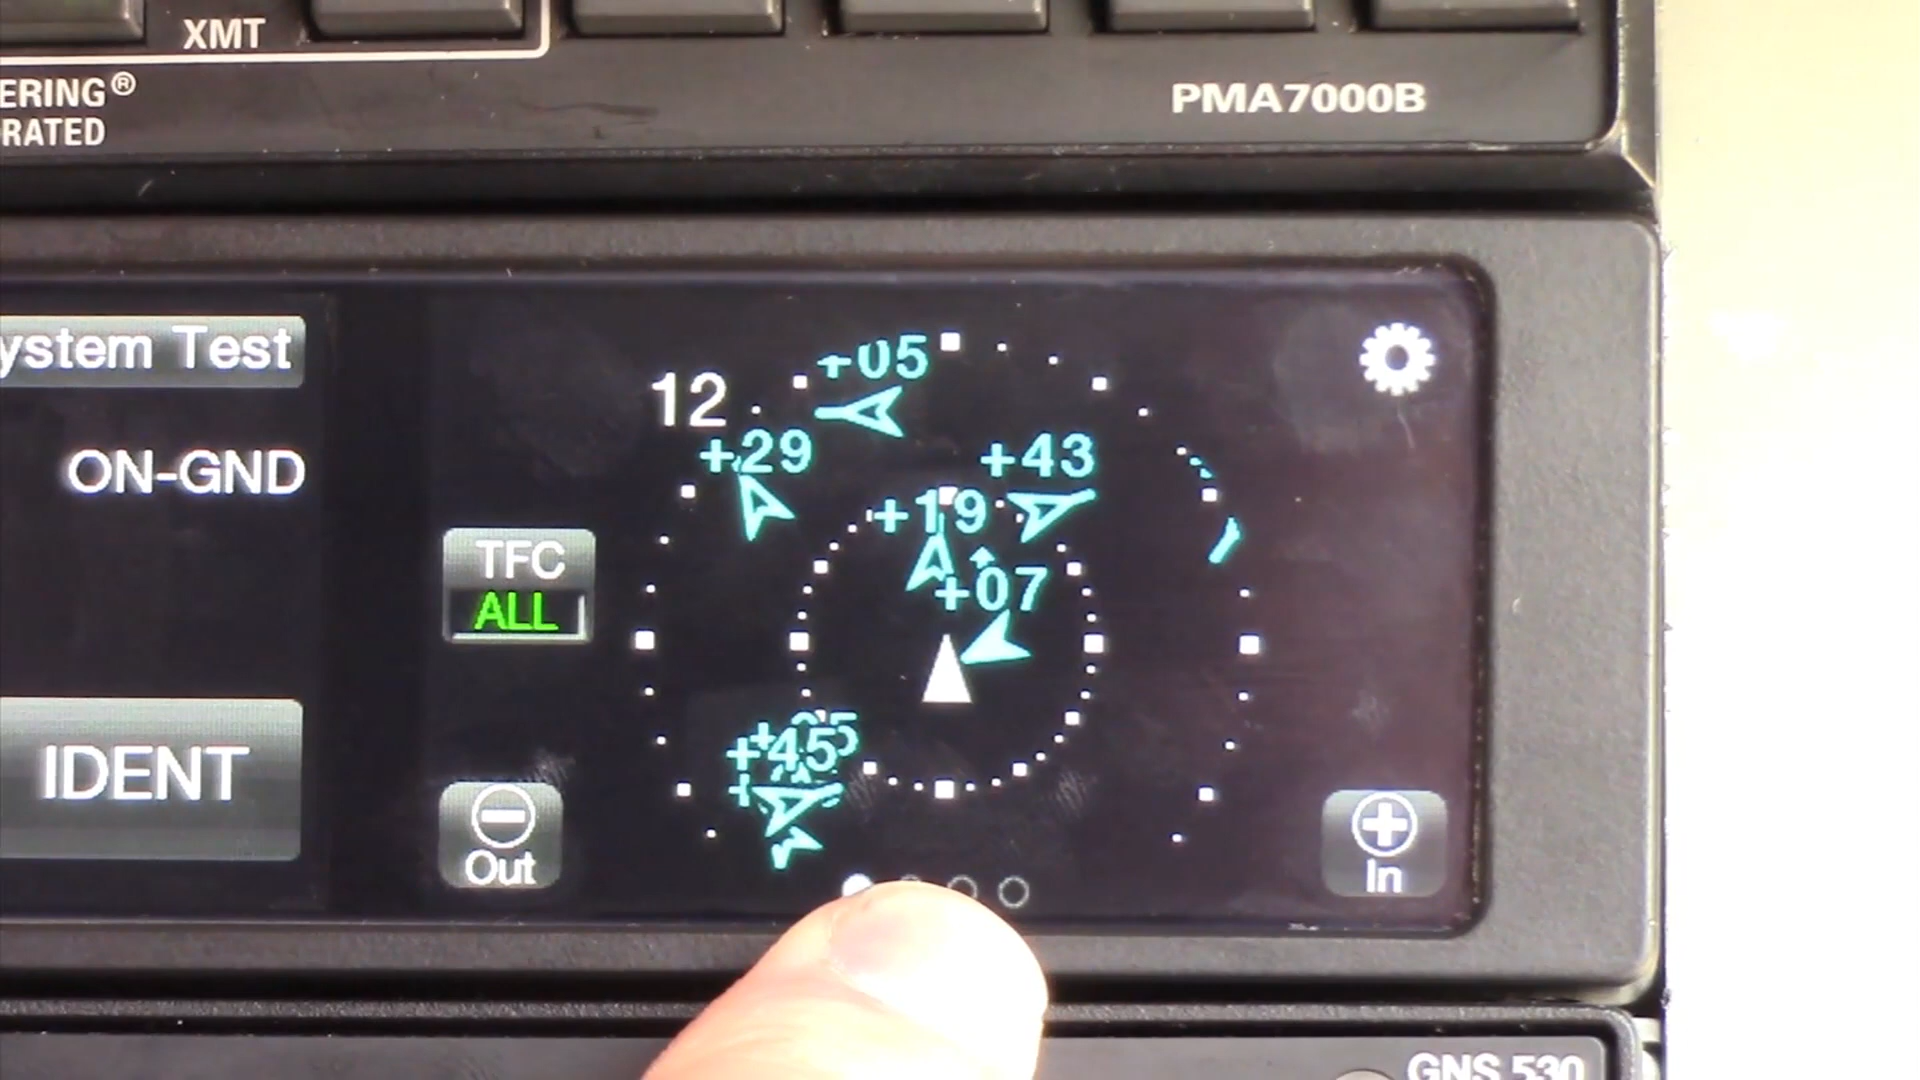 XMT
ERING®
RATED
PMA7000B
ystem Test
+05
12
+29
+43
ON-GND
+19
TFC
ALL
+07
+45
IDENT
Out
In
GNS 530